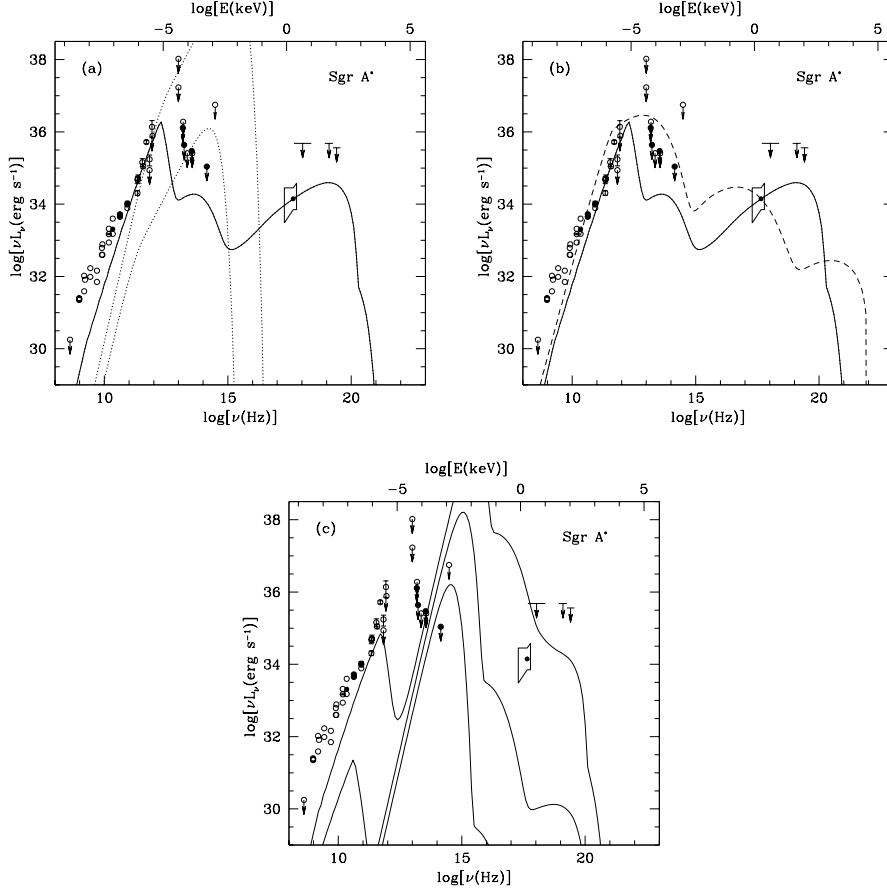 log[E(keV)]
−5 0 5
(a)
Sgr A*
38
36
34
32
30
log[νLν(erg s⁻¹)]
10 15 20
log[ν(Hz)]
log[E(keV)]
−5 0 5
(b)
Sgr A*
38
36
34
32
30
log[νLν(erg s⁻¹)]
10 15 20
log[ν(Hz)]
log[E(keV)]
−5 0 5
(c)
Sgr A*
38
36
34
32
30
log[νLν(erg s⁻¹)]
10 15 20
log[ν(Hz)]